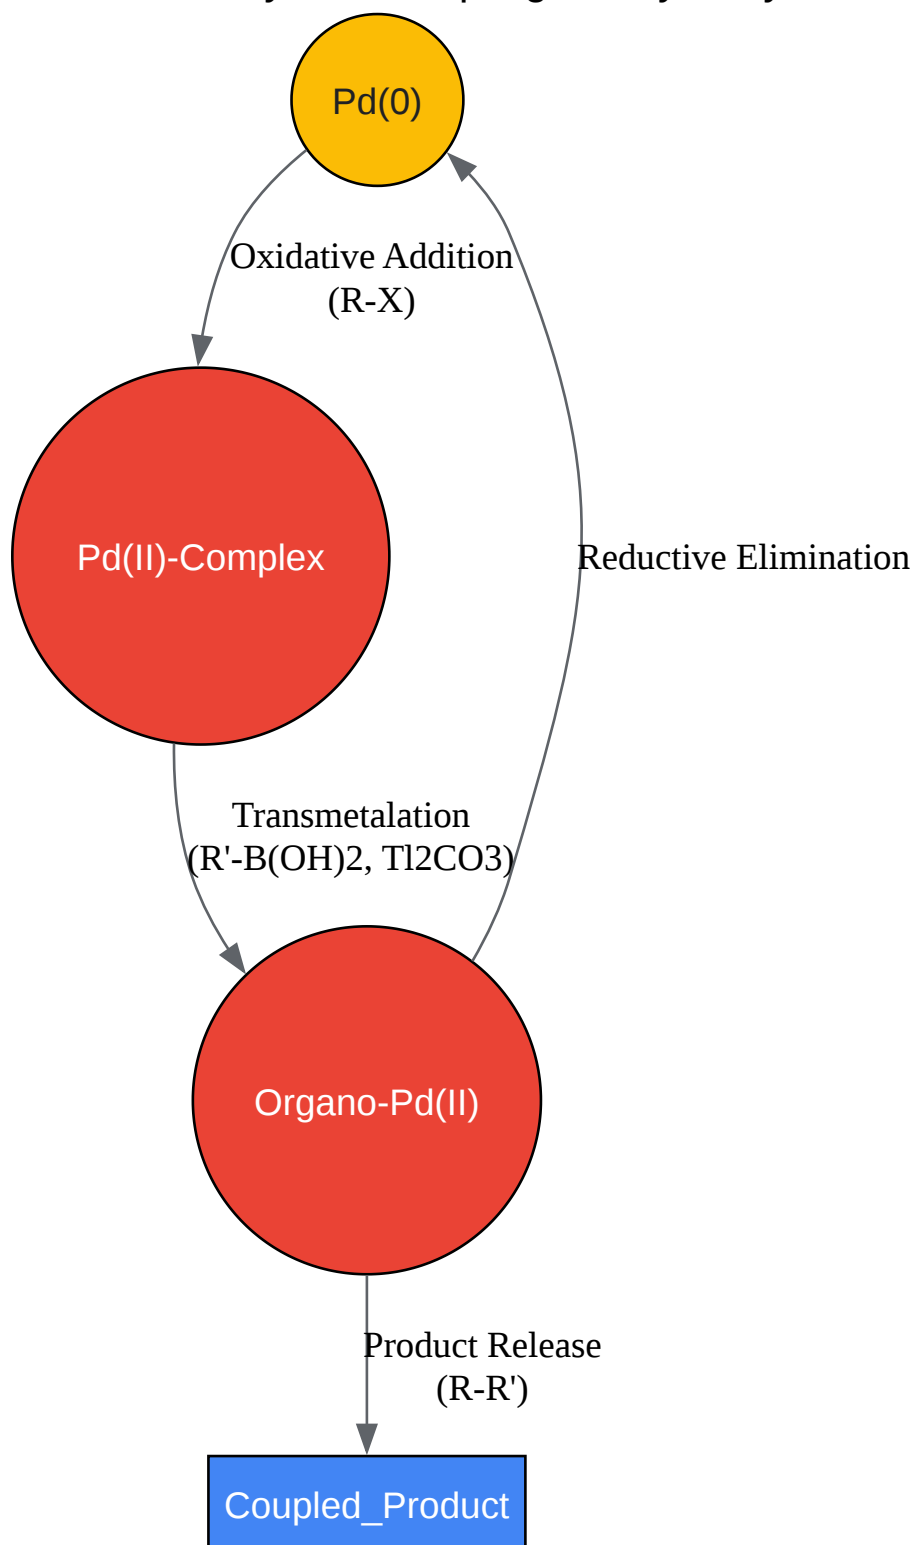 Pd(0)
Oxidative Addition
(R-X)
Pd(II)-Complex
Reductive Elimination
Transmetalation
(R'-B(OH)2, Tl2CO3)
Organo-Pd(II)
Product Release
(R-R')
Coupled_Product